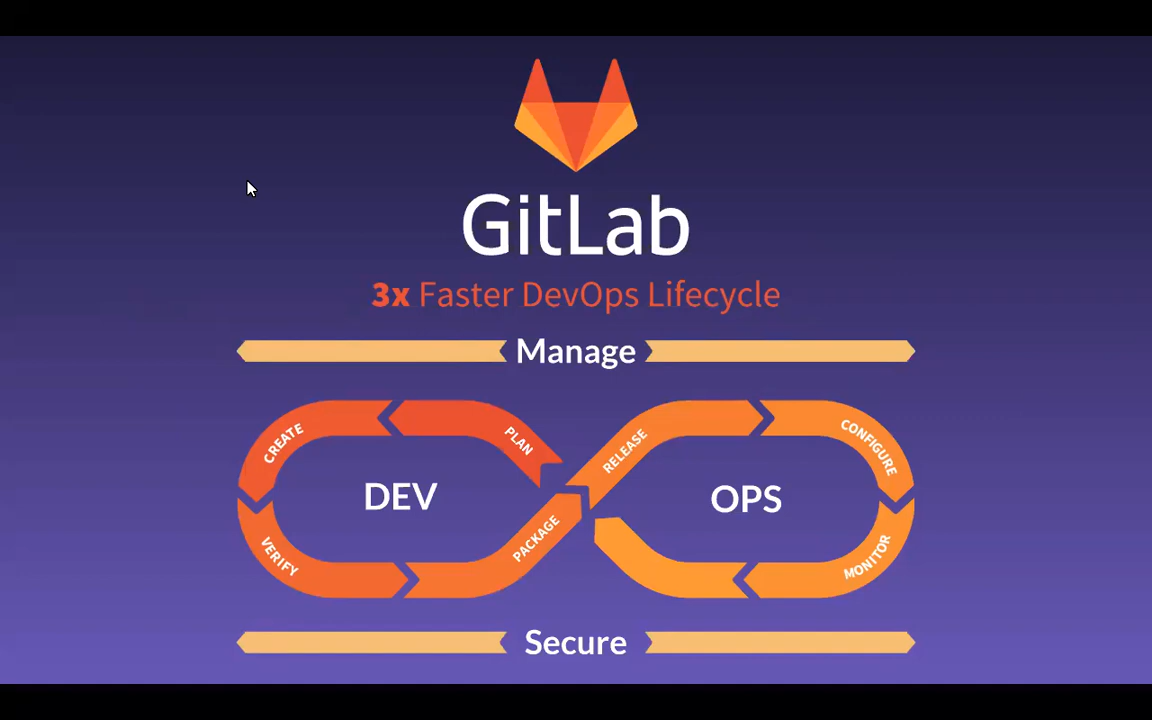 GitLab
3x Faster DevOps Lifecycle
Manage
CREATE
PLAN
RELEASE
CONFIGURE
DEV
OPS
VERIFY
PACKAGE
MONITOR
Secure